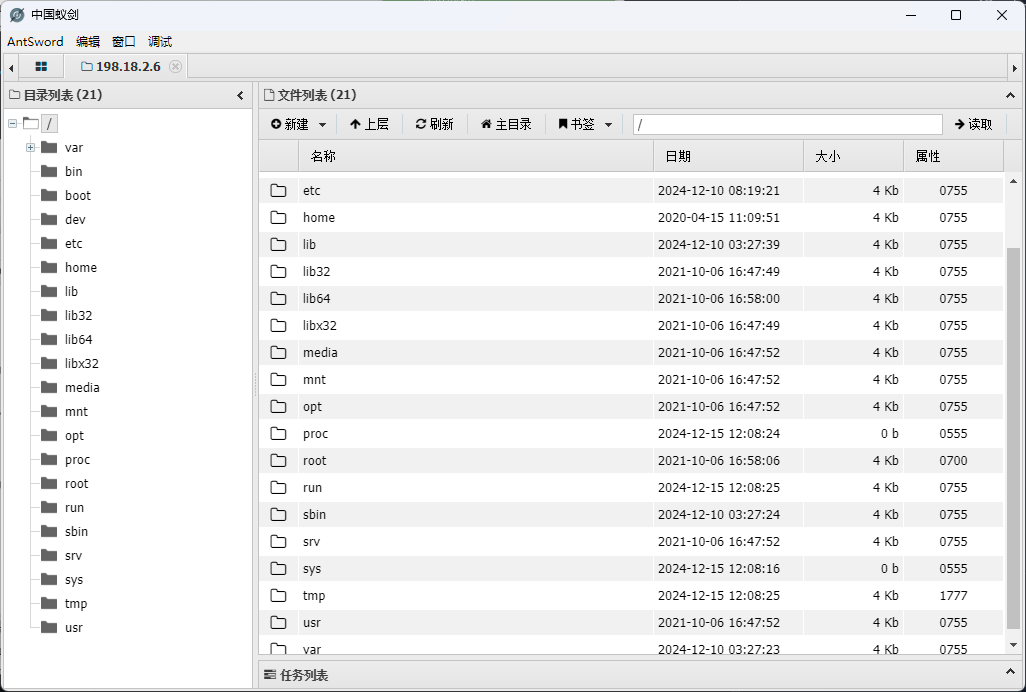 中国蚁剑
AntSword 编辑 窗口 调试
198.18.2.6
目录列表 (21)
/
var
bin
boot
dev
etc
home
lib
lib32
lib64
libx32
media
mnt
opt
proc
root
run
sbin
srv
sys
tmp
usr
文件列表 (21)
新建 上层 刷新 主目录 书签 / 读取
名称 日期 大小 属性
etc 2024-12-10 08:19:21 4 Kb 0755
home 2020-04-15 11:09:51 4 Kb 0755
lib 2024-12-10 03:27:39 4 Kb 0755
lib32 2021-10-06 16:47:49 4 Kb 0755
lib64 2021-10-06 16:58:00 4 Kb 0755
libx32 2021-10-06 16:47:49 4 Kb 0755
media 2021-10-06 16:47:52 4 Kb 0755
mnt 2021-10-06 16:47:52 4 Kb 0755
opt 2021-10-06 16:47:52 4 Kb 0755
proc 2024-12-15 12:08:24 0 b 0555
root 2021-10-06 16:58:06 4 Kb 0700
run 2024-12-15 12:08:25 4 Kb 0755
sbin 2024-12-10 03:27:24 4 Kb 0755
srv 2021-10-06 16:47:52 4 Kb 0755
sys 2024-12-15 12:08:16 0 b 0555
tmp 2024-12-15 12:08:25 4 Kb 1777
usr 2021-10-06 16:47:52 4 Kb 0755
var 2024-12-10 03:27:23 4 Kb 0755
任务列表